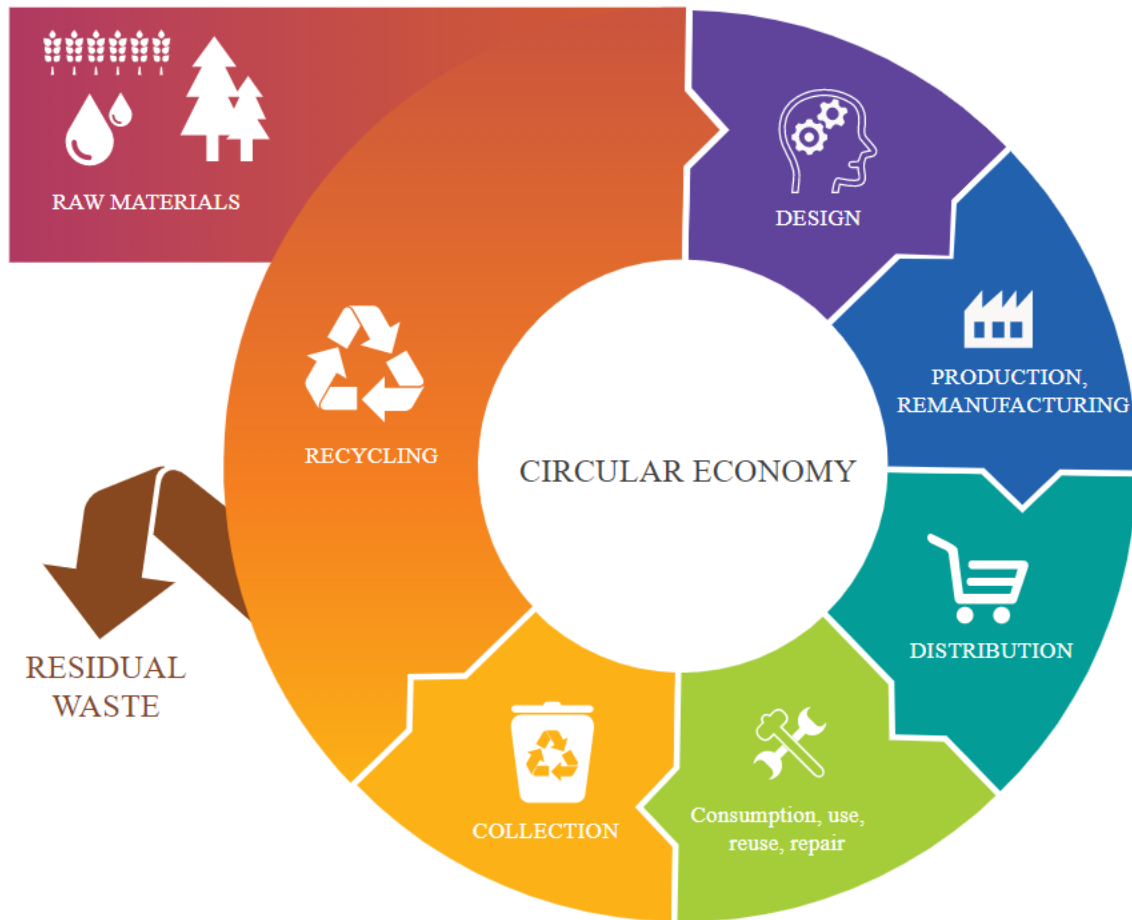 RAW MATERIALS
DESIGN
PRODUCTION,
REMANUFACTURING
RECYCLING
CIRCULAR ECONOMY
DISTRIBUTION
RESIDUAL
WASTE
Consumption, use,
reuse, repair
COLLECTION